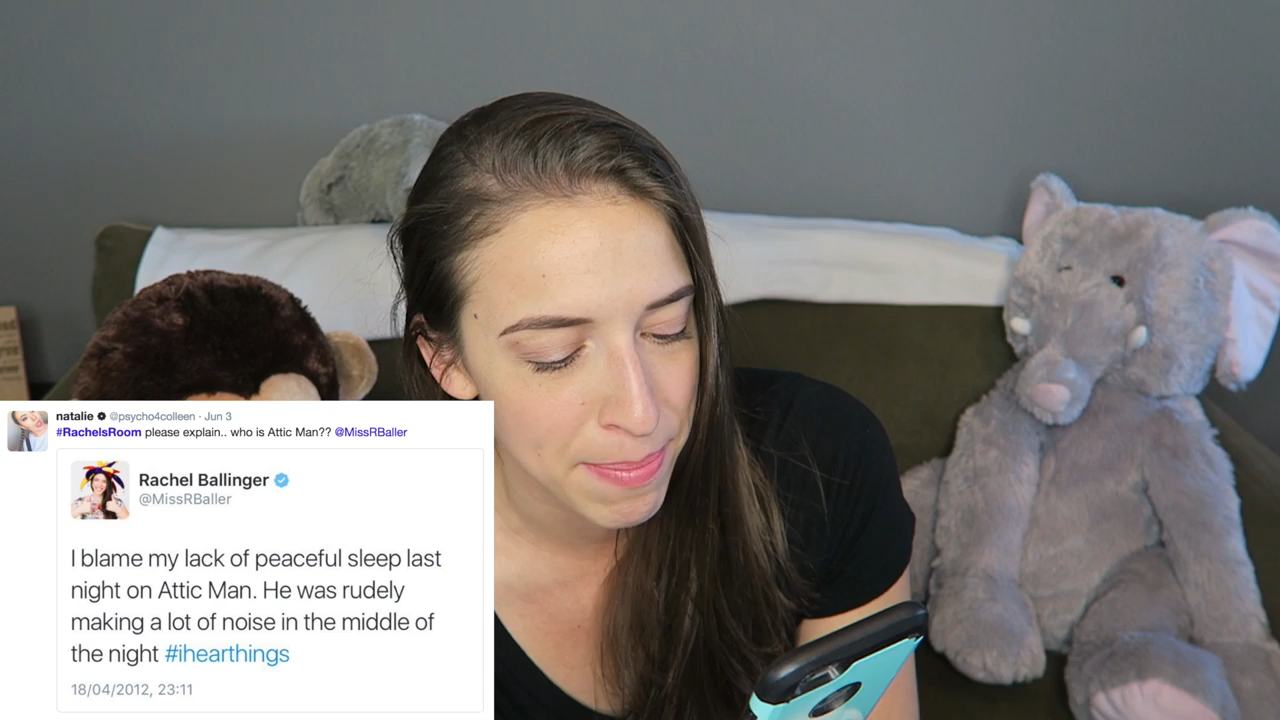 natalie @psycho4colleen · Jun 3
#RachelsRoom please explain.. who is Attic Man?? @MissRBaller
Rachel Ballinger
@MissRBaller
I blame my lack of peaceful sleep last
night on Attic Man. He was rudely
making a lot of noise in the middle of
the night #ihearthings
18/04/2012, 23:11